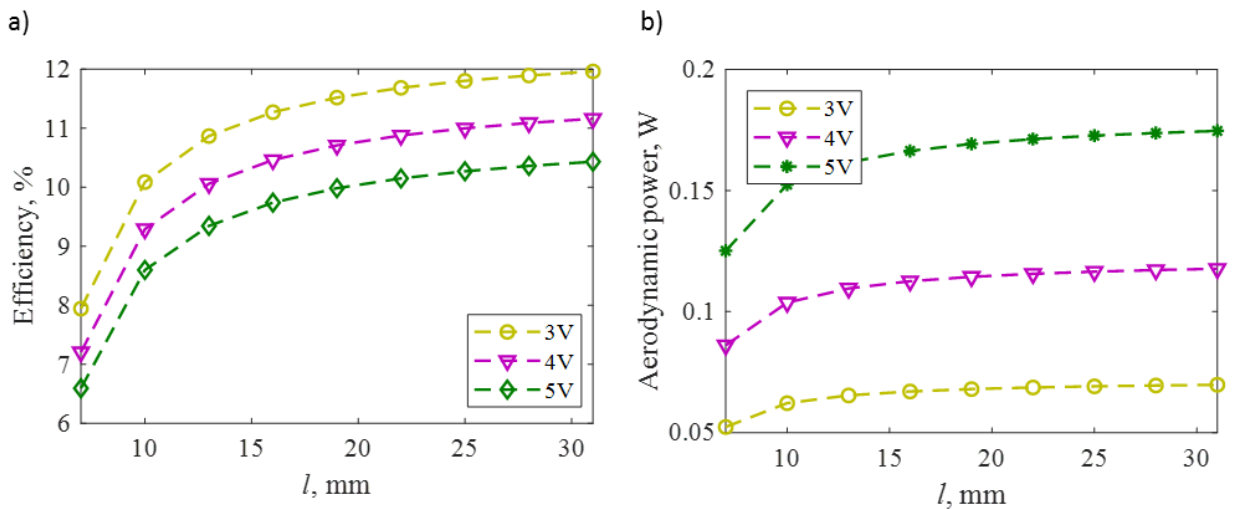 a)
Efficiency, %
12
11
10
9
8
7
6
3V
4V
5V
10 15 20 25 30
l, mm
b)
Aerodynamic power, W
0.2
0.15
0.1
0.05
3V
4V
5V
10 15 20 25 30
l, mm